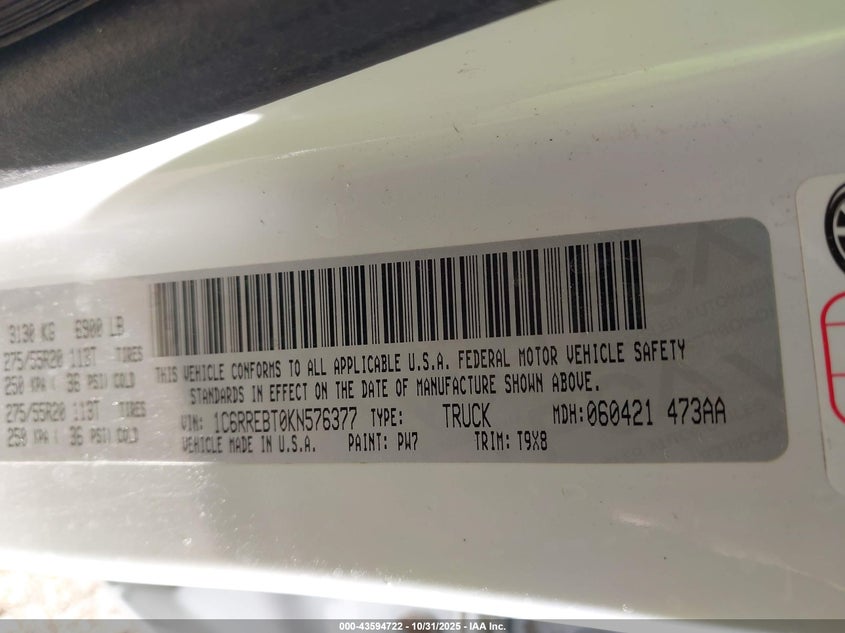 3130 KG 6900 LB
275/55R20 113T TIRES
250 KPA ( 36 PSI) COLD
275/55R20 113T TIRES
250 KPA ( 36 PSI) COLD
THIS VEHICLE CONFORMS TO ALL APPLICABLE U.S.A. FEDERAL MOTOR VEHICLE SAFETY
STANDARDS IN EFFECT ON THE DATE OF MANUFACTURE SHOWN ABOVE.
VIN: 1C6RREBT0KN576377 TYPE: TRUCK MDH:060421 473AA
VEHICLE MADE IN U.S.A. PAINT: PW7 TRIM: T9X8
000-43594722 - 10/31/2025 - IAA Inc.